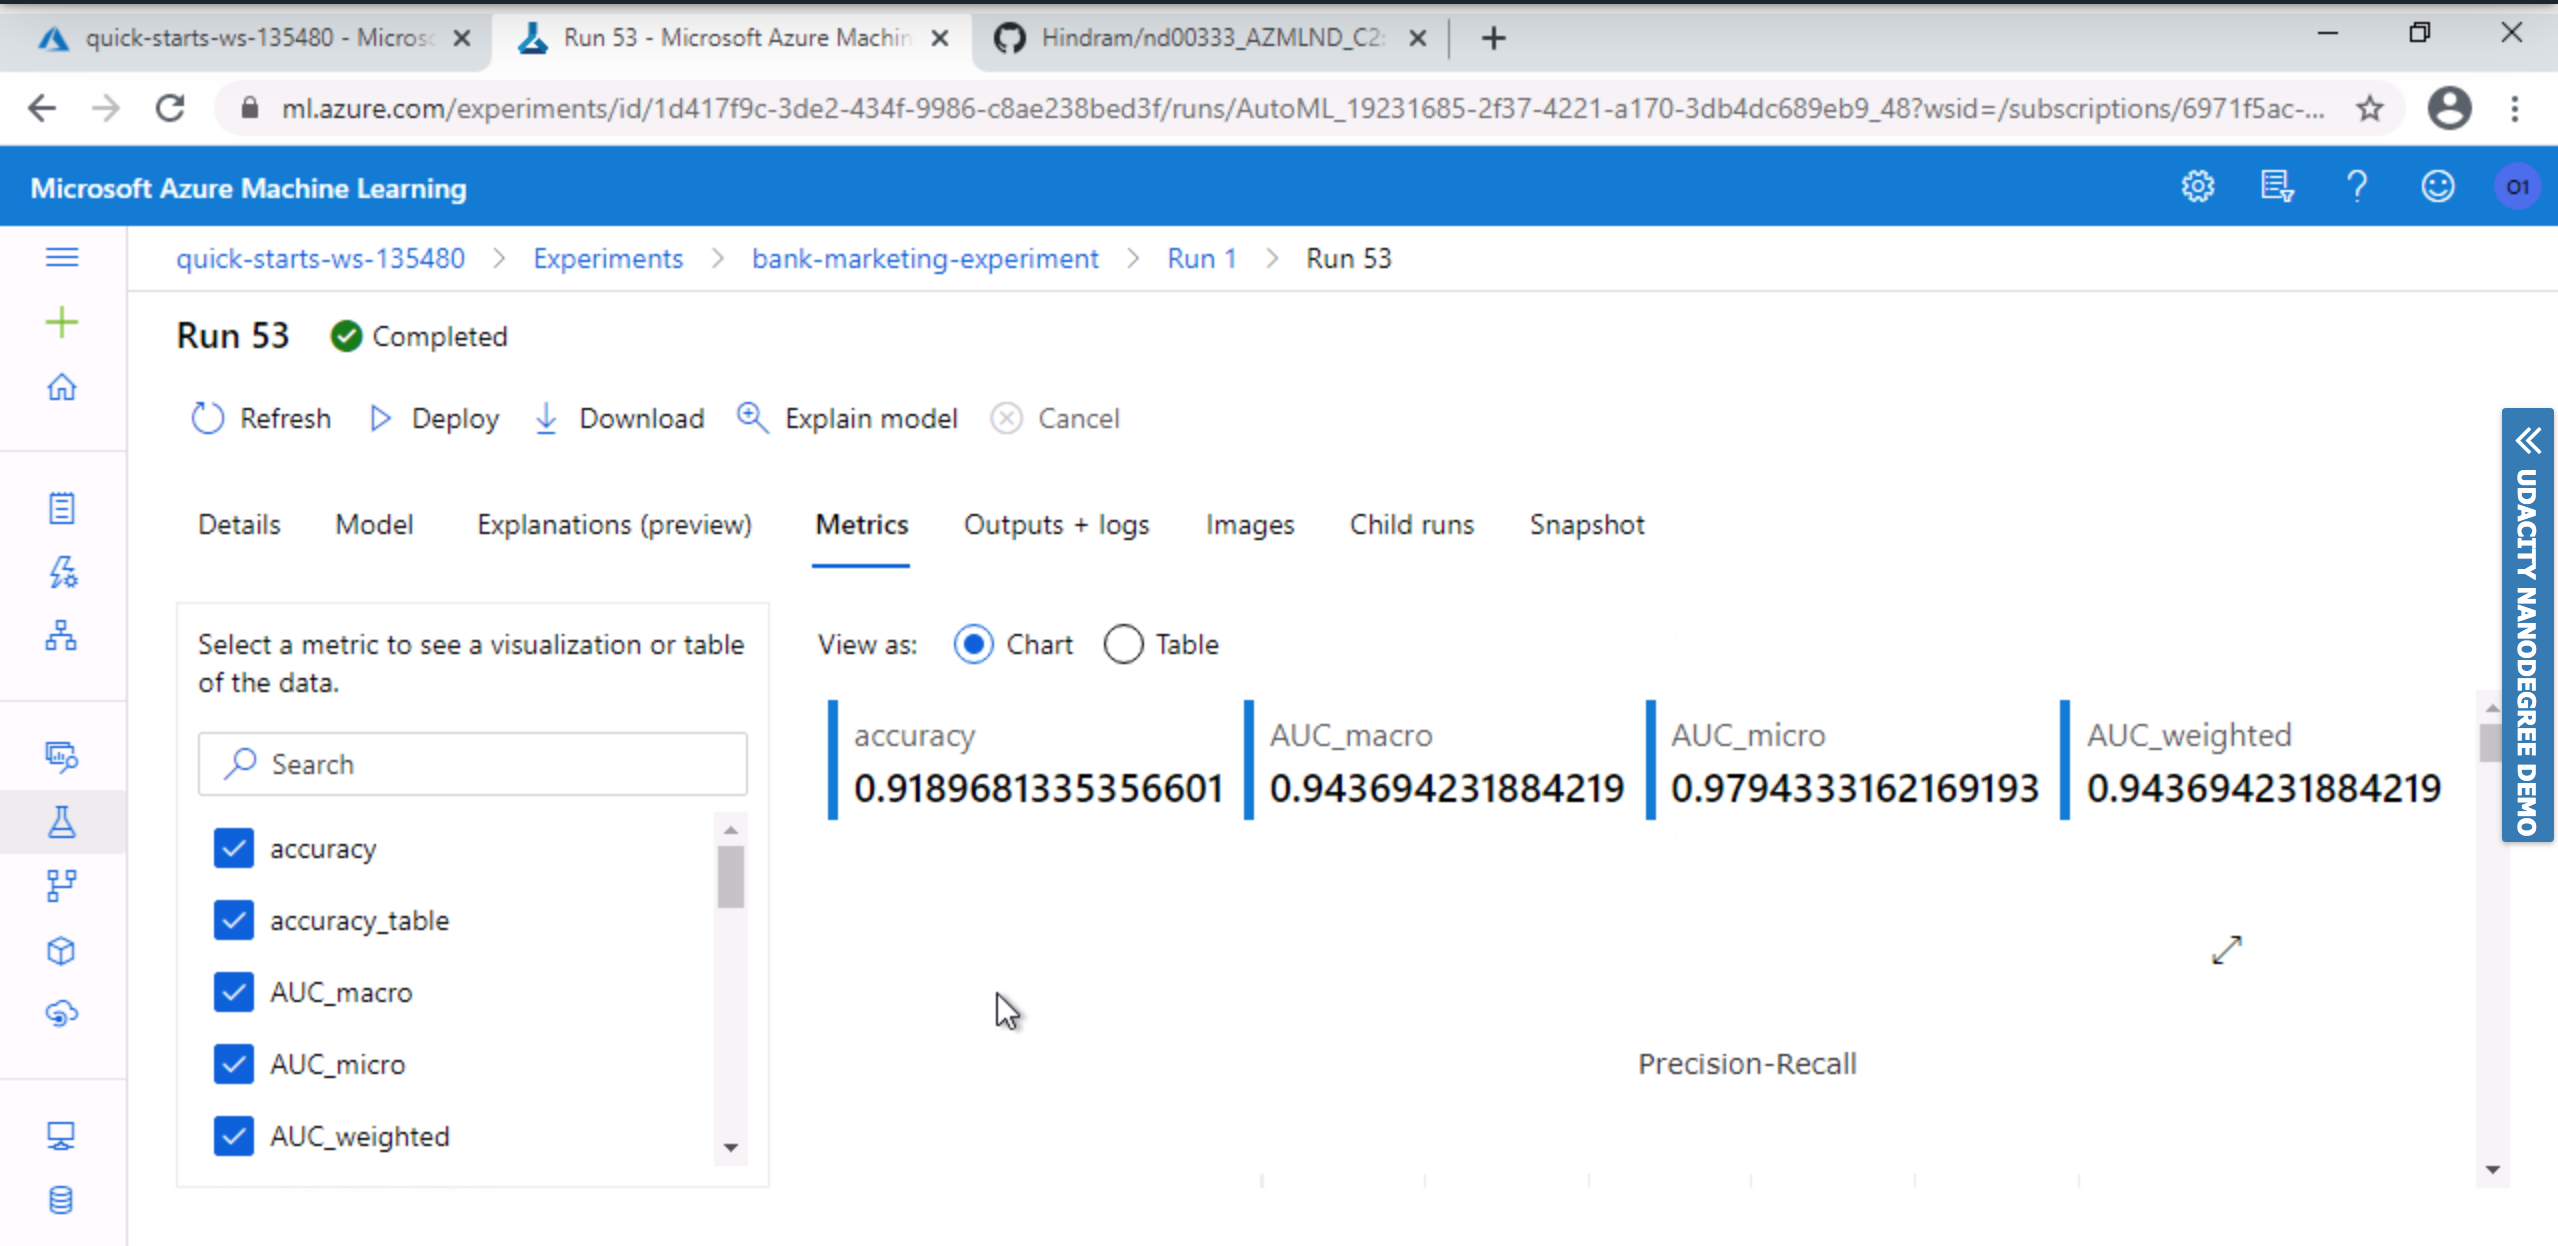 quick-starts-ws-135480 - Microsc
Run 53 - Microsoft Azure Machin
Hindram/nd00333_AZMLND_C2:
ml.azure.com/experiments/id/1d417f9c-3de2-434f-9986-c8ae238bed3f/runs/AutoML_19231685-2f37-4221-a170-3db4dc689eb9_48?wsid=/subscriptions/6971f5ac-...
Microsoft Azure Machine Learning
01
quick-starts-ws-135480 > Experiments > bank-marketing-experiment > Run 1 > Run 53
Run 53 Completed
Refresh Deploy Download Explain model Cancel
Details Model Explanations (preview) Metrics Outputs + logs Images Child runs Snapshot
Select a metric to see a visualization or table
of the data.
Search
accuracy
accuracy_table
AUC_macro
AUC_micro
AUC_weighted
View as: Chart Table
accuracy
0.9189681335356601
AUC_macro
0.943694231884219
AUC_micro
0.9794333162169193
AUC_weighted
0.943694231884219
Precision-Recall
UDACITY NANODEGREE DEMO